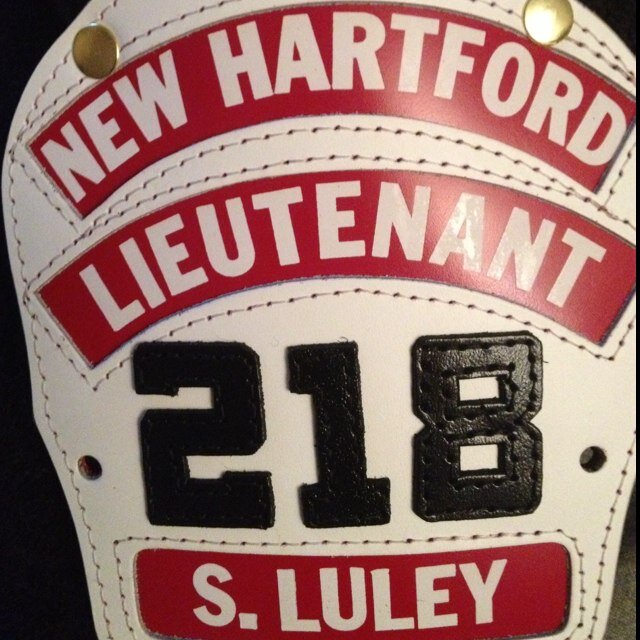 NEW HARTFORD
LIEUTENANT
218
S. LULEY